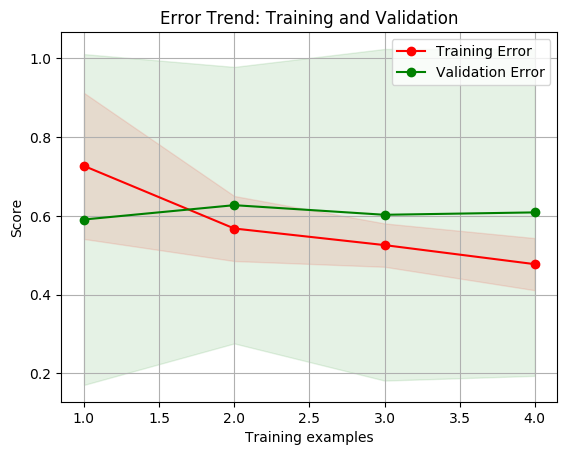 Error Trend: Training and Validation
Training Error
Validation Error
1.0
0.8
0.6
0.4
0.2
Score
1.0
1.5
2.0
2.5
3.0
3.5
4.0
Training examples